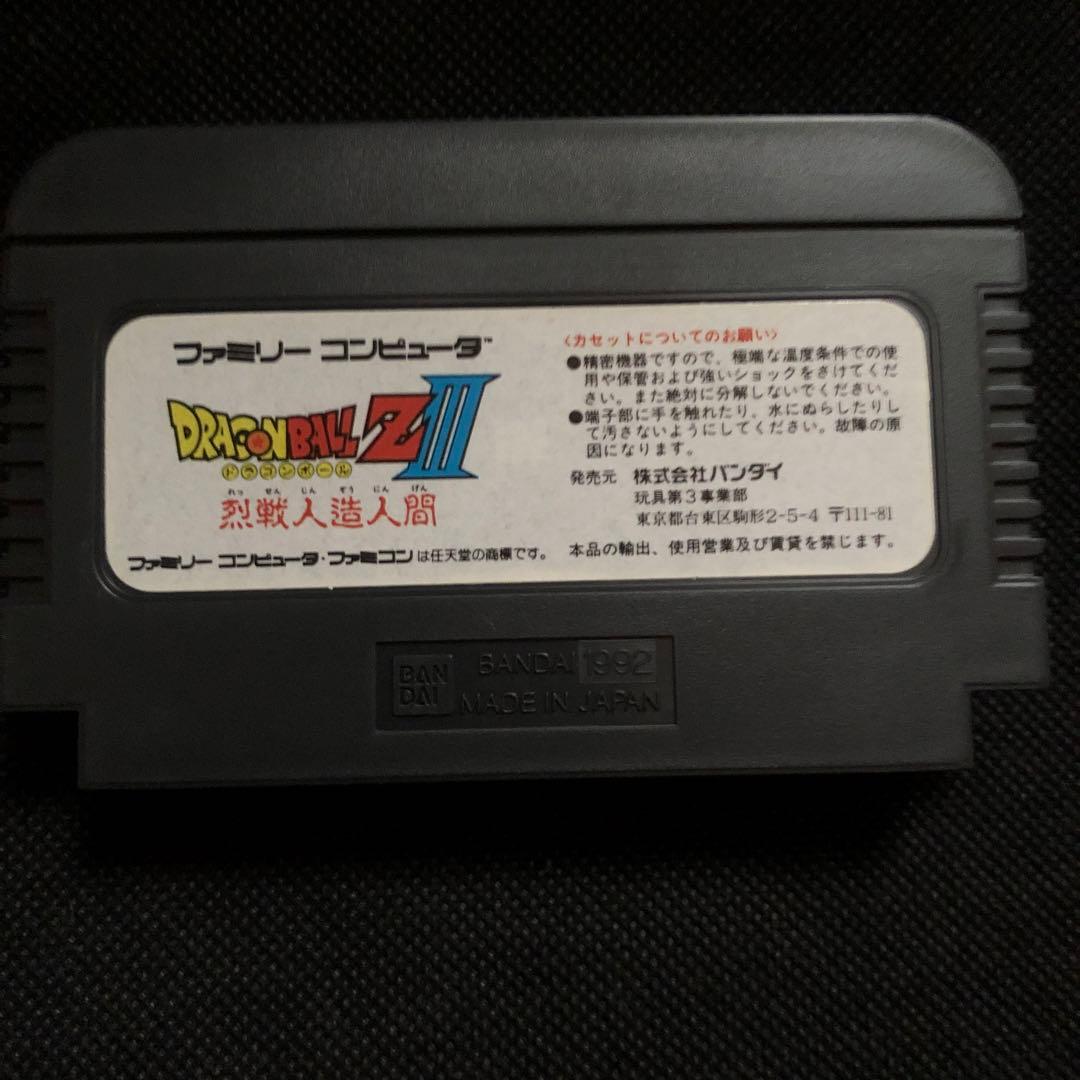 ファミリー コンピュータ™
DRAGON BALL Z III
ドラゴンボール
れっ せん じん ぞう にん げん
烈戦人造人間
ファミリー コンピュータ・ファミコン は任天堂の商標です。
〈カセットについてのお願い〉
●精密機器ですので、極端な温度条件での使
用や保管および強いショックをさけてくだ
さい。また絶対に分解しないでください。
●端子部に手を触れたり、水にぬらしたりし
て汚さないようにしてください。故障の原
因になります。
発売元 株式会社バンダイ
玩具第3事業部
東京都台東区駒形2-5-4 〒111-81
本品の輸出、使用営業及び賃貸を禁じます。
BAN
DAI
BANDAI 1992
MADE IN JAPAN